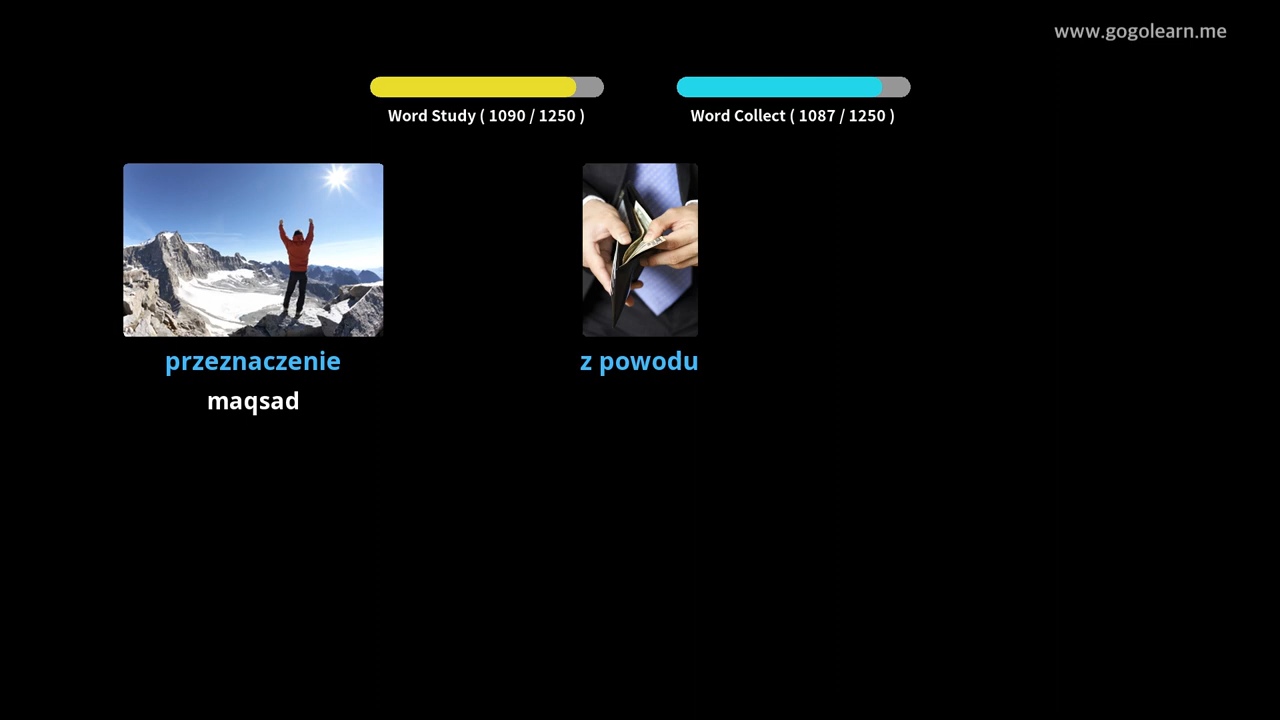 www.gogolearn.me
Word Study ( 1090 / 1250 )
Word Collect ( 1087 / 1250 )
przeznaczenie
z powodu
maqsad